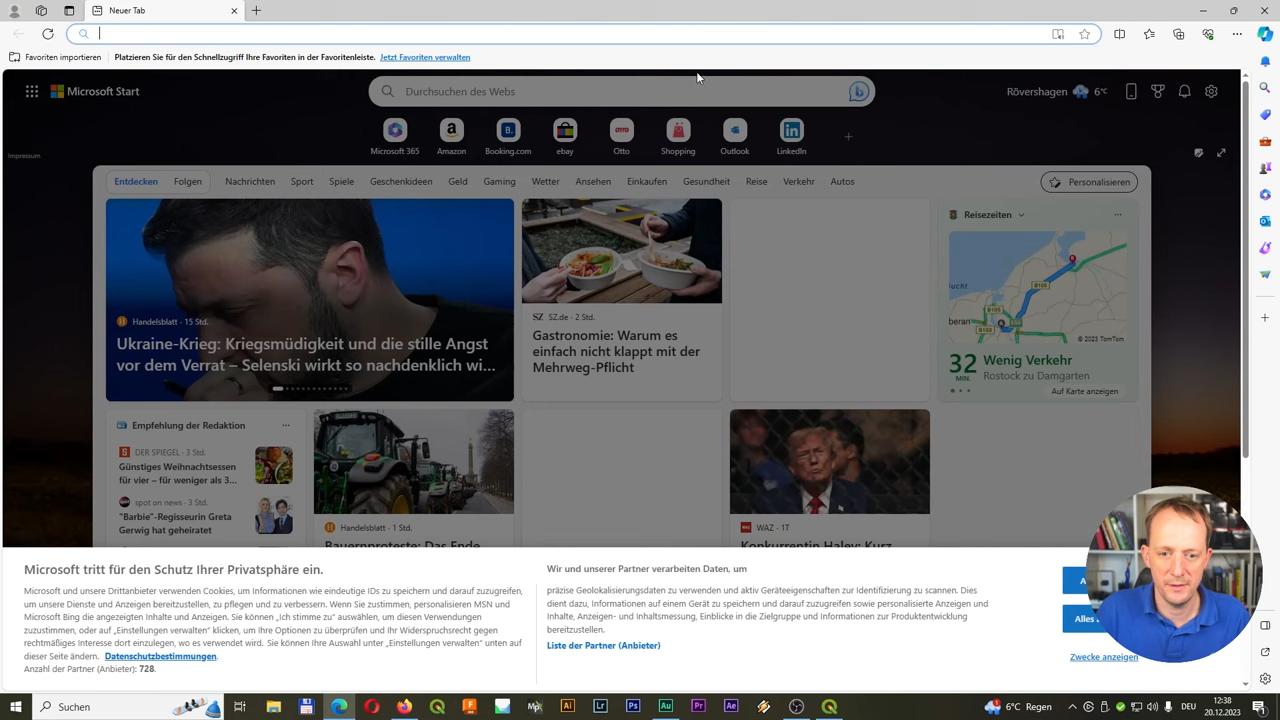 Neuer Tab
Favoriten importieren
Platzieren Sie für den Schnellzugriff Ihre Favoriten in der Favoritenleiste. Jetzt Favoriten verwalten
Microsoft Start
Durchsuchen des Webs
Rövershagen 6°C
Microsoft 365 Amazon Booking.com ebay Otto Shopping Outlook LinkedIn
Impressum
Entdecken Folgen Nachrichten Sport Spiele Geschenkideen Geld Gaming Wetter Ansehen Einkaufen Gesundheit Reise Verkehr Autos Personalisieren
Handelsblatt · 15 Std.
Ukraine-Krieg: Kriegsmüdigkeit und die stille Angst
vor dem Verrat – Selenski wirkt so nachdenklich wi...
SZ SZ.de · 2 Std.
Gastronomie: Warum es
einfach nicht klappt mit der
Mehrweg-Pflicht
Reisezeiten
B105
beran
B105
© 2023 TomTom
32
MIN.
Wenig Verkehr
Rostock zu Damgarten
Auf Karte anzeigen
Empfehlung der Redaktion
DER SPIEGEL · 3 Std.
Günstiges Weihnachtsessen
für vier – für weniger als 3...
spot on news · 3 Std.
"Barbie"-Regisseurin Greta
Gerwig hat geheiratet
Handelsblatt · 1 Std.
Bauernproteste: Das Ende
WAZ · 1T
Konkurrentin Haley: Kurz
Microsoft tritt für den Schutz Ihrer Privatsphäre ein.
Microsoft und unsere Drittanbieter verwenden Cookies, um Informationen wie eindeutige IDs zu speichern und darauf zuzugreifen,
um unsere Dienste und Anzeigen bereitzustellen, zu pflegen und zu verbessern. Wenn Sie zustimmen, personalisieren MSN und
Microsoft Bing die angezeigten Inhalte und Anzeigen. Sie können „Ich stimme zu“ auswählen, um diesen Verwendungen
zuzustimmen, oder auf „Einstellungen verwalten“ klicken, um Ihre Optionen zu überprüfen und Ihr Widerspruchsrecht gegen
rechtmäßiges Interesse dort einzulegen, wo es verwendet wird. Sie können Ihre Auswahl unter „Einstellungen verwalten“ unten auf
dieser Seite ändern. Datenschutzbestimmungen.
Anzahl der Partner (Anbieter): 728.
Wir und unserer Partner verarbeiten Daten, um
präzise Geolokalisierungsdaten zu verwenden und aktiv Geräteeigenschaften zur Identifizierung zu scannen. Dies
dient dazu, Informationen auf einem Gerät zu speichern und darauf zuzugreifen sowie personalisierte Anzeigen und
Inhalte, Anzeigen- und Inhaltsmessung, Einblicke in die Zielgruppe und Informationen zur Produktentwicklung
bereitzustellen.
Liste der Partner (Anbieter)
Alles
Zwecke anzeigen
Suchen
6°C Regen
DEU
12:38
20.12.2023